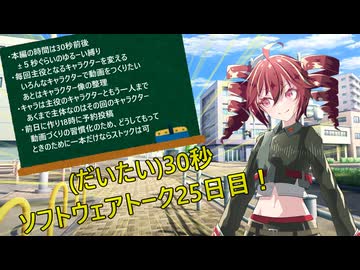 ・本編の時間は30秒前後
±5秒ぐらいのゆるーい縛り
・毎回主役となるキャラクターを変える
いろんなキャラクターで動画をつくりたい
あとはキャラクター像の整理
・キャラは主役のキャラクターともう一人まで
あくまで主体なのはその回のキャラクター
・前日に作り18時に予約投稿
動画づくりの習慣化のため、どうしてもって
ときのために一本だけならストックは可
(だいたい)30秒
ソフトウェアトーク25日目！